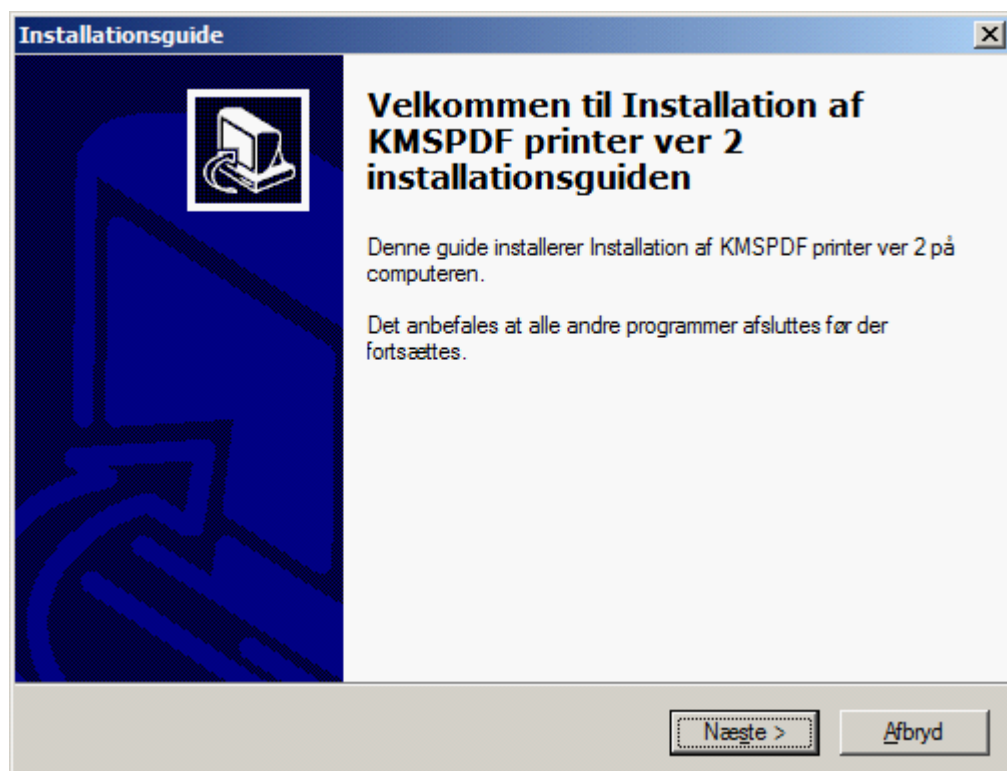 Installationsguide
Velkommen til Installation af
KMSPDF printer ver 2
installationsguiden
Denne guide installerer Installation af KMSPDF printer ver 2 på
computeren.
Det anbefales at alle andre programmer afsluttes før der
fortsættes.
Næste >
Afbryd